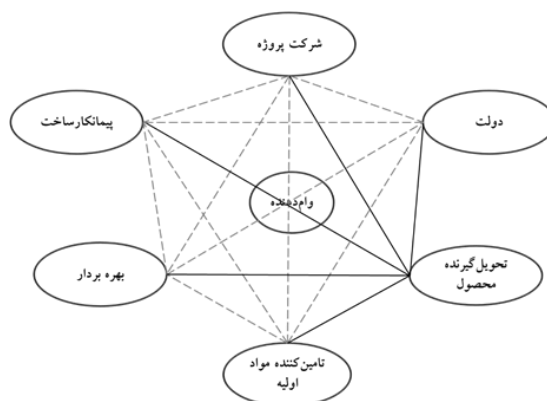 شرکت پروژه
دولت
پیمانکارساخت
وام‌دهنده
تحویل‌گیرنده
محصول
بهره بردار
تامین‌کننده مواد
اولیه